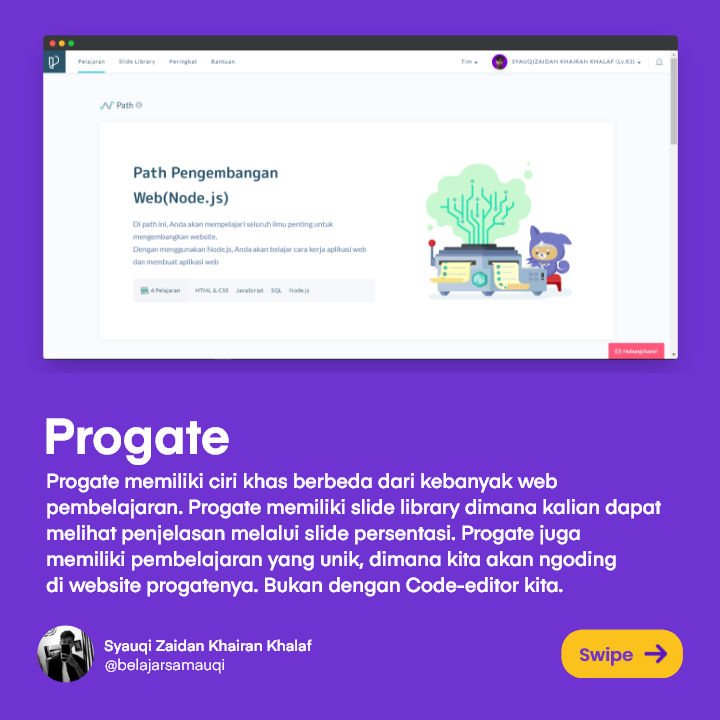 Pelajaran Slide Library Peringkat Bantuan Tim SYAUQIZAIDAN KHAIRAN KHALAF (Lv.83)
Path
Path Pengembangan
Web(Node.js)
Di path ini, Anda akan mempelajari seluruh ilmu penting untuk
mengembangkan website.
Dengan menggunakan Node.js, Anda akan belajar cara kerja aplikasi web
dan membuat aplikasi web
4 Pelajaran HTML & CSS JavaScript SQL Node.js
Hubungi kami!
Progate
Progate memiliki ciri khas berbeda dari kebanyak web
pembelajaran. Progate memiliki slide library dimana kalian dapat
melihat penjelasan melalui slide persentasi. Progate juga
memiliki pembelajaran yang unik, dimana kita akan ngoding
di website progatenya. Bukan dengan Code-editor kita.
Syauqi Zaidan Khairan Khalaf
@belajarsamauqi
Swipe